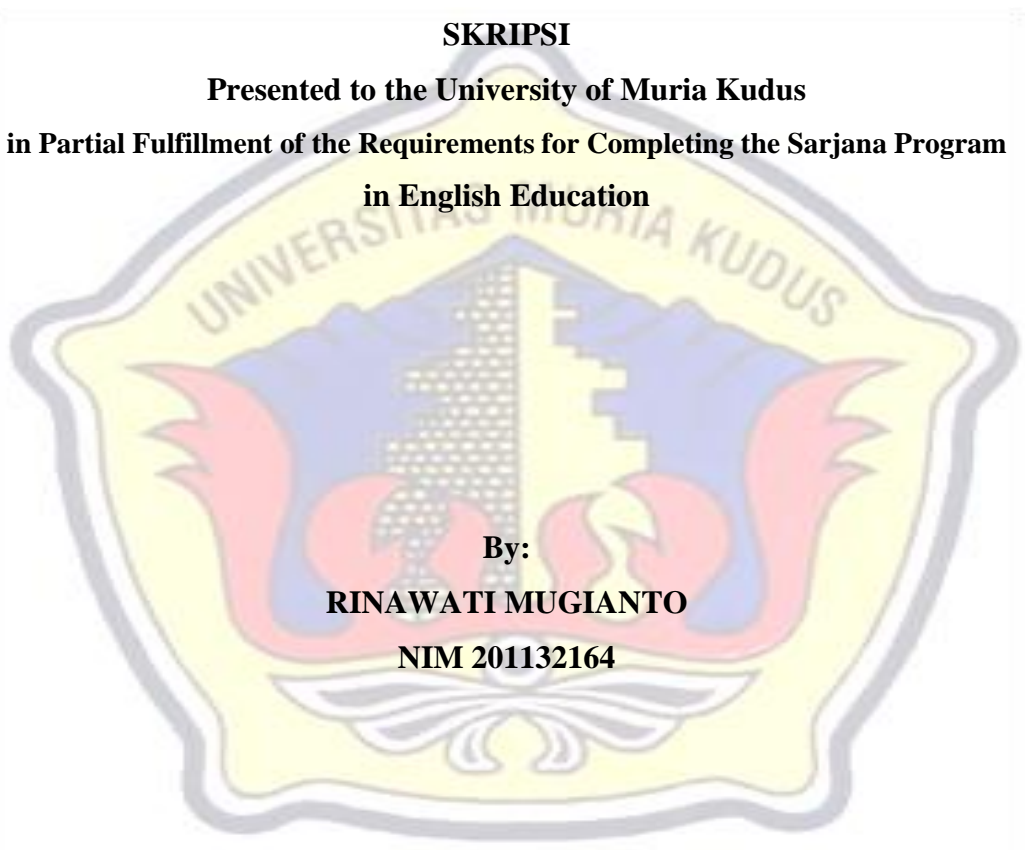 SKRIPSI
Presented to the University of Muria Kudus
in Partial Fulfillment of the Requirements for Completing the Sarjana Program
in English Education
UNIVERSITAS MURIA KUDUS
By:
RINAWATI MUGIANTO
NIM 201132164